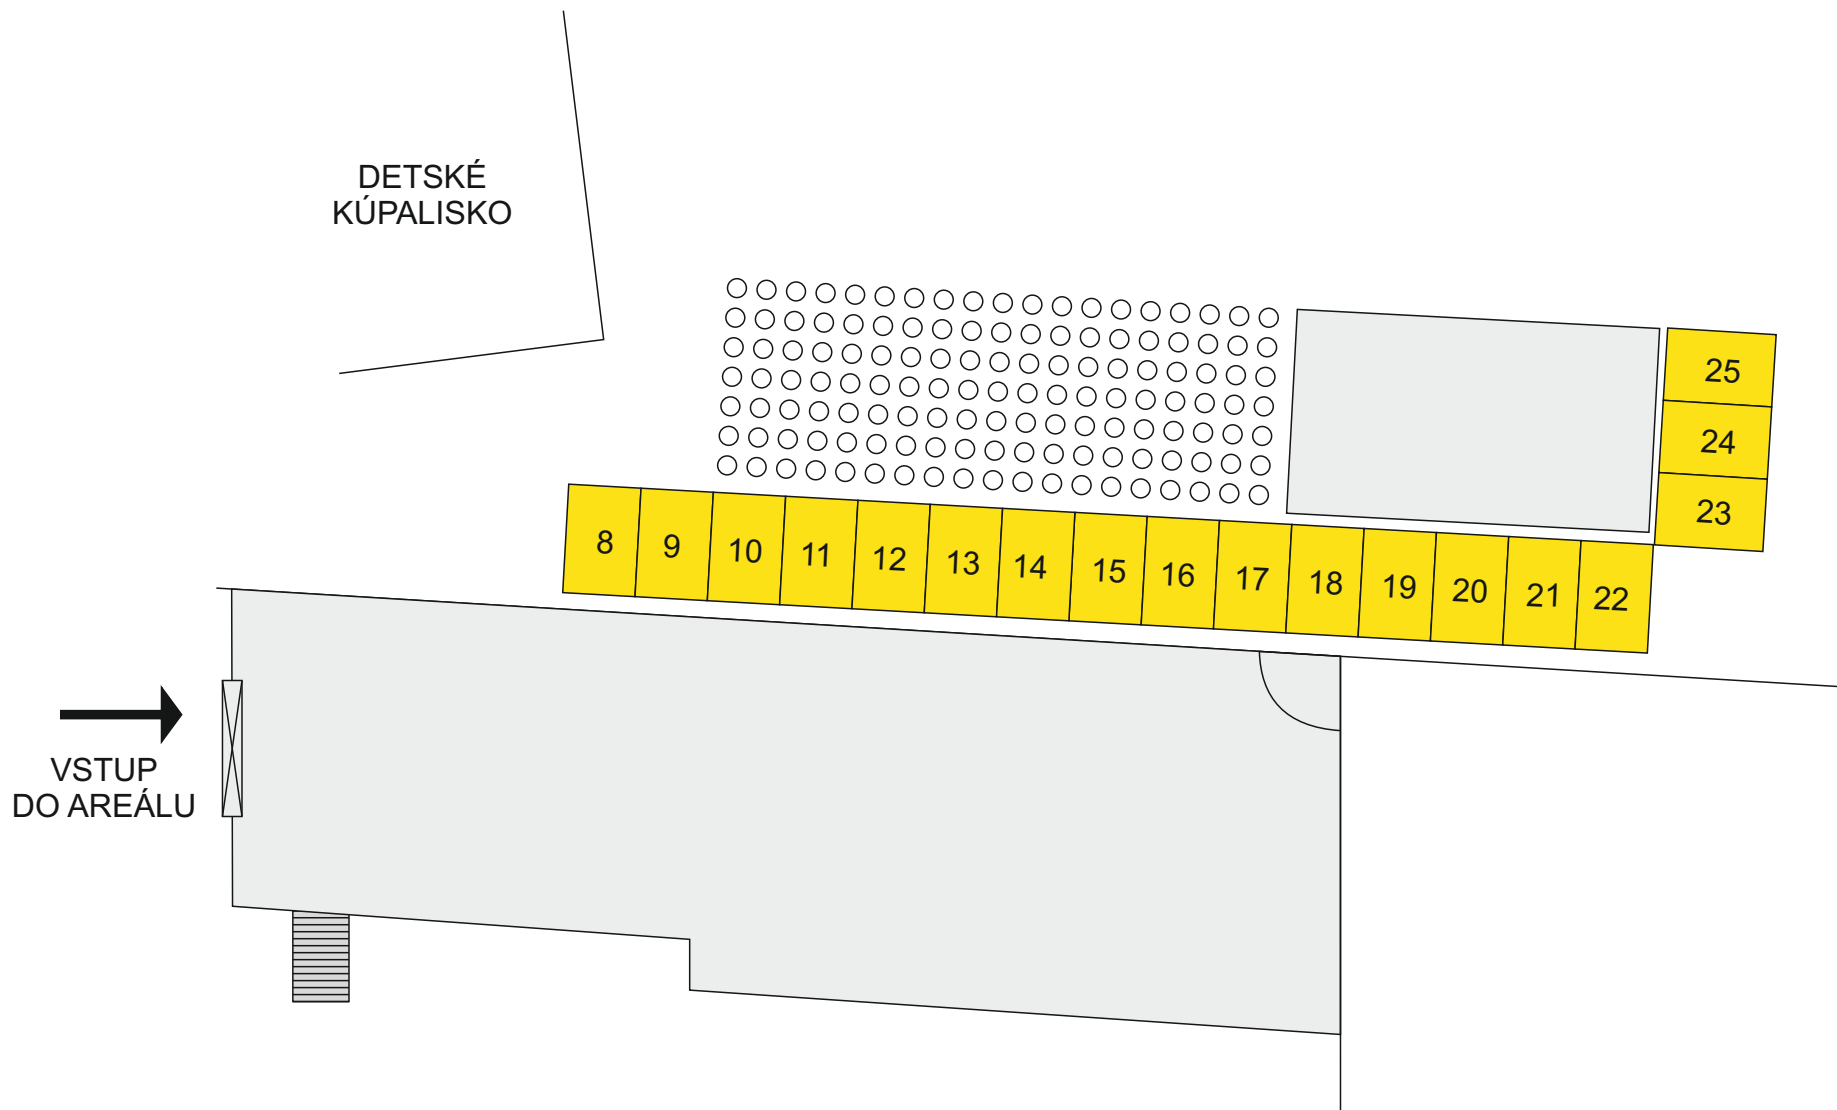 DETSKÉ
KÚPALISKO
25
24
23
8 9 10 11 12 13 14 15 16 17 18 19 20 21 22
VSTUP
DO AREÁLU